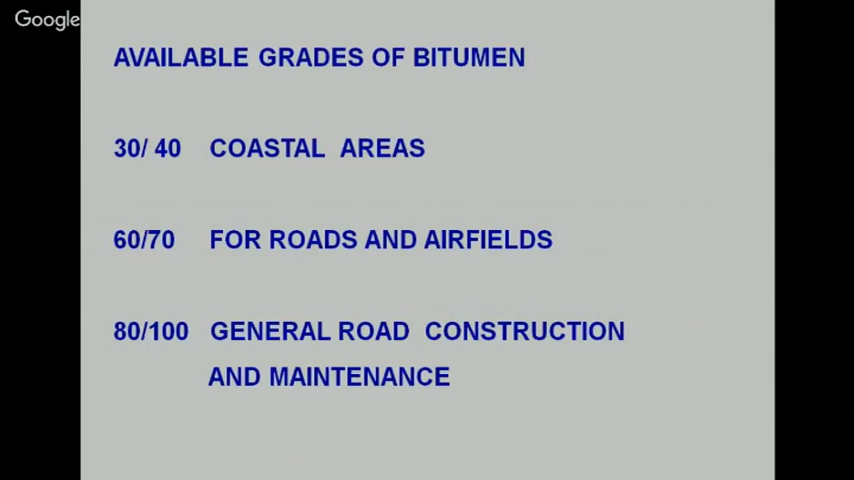 Google
AVAILABLE GRADES OF BITUMEN
30/ 40 COASTAL AREAS
60/70 FOR ROADS AND AIRFIELDS
80/100 GENERAL ROAD CONSTRUCTION
AND MAINTENANCE